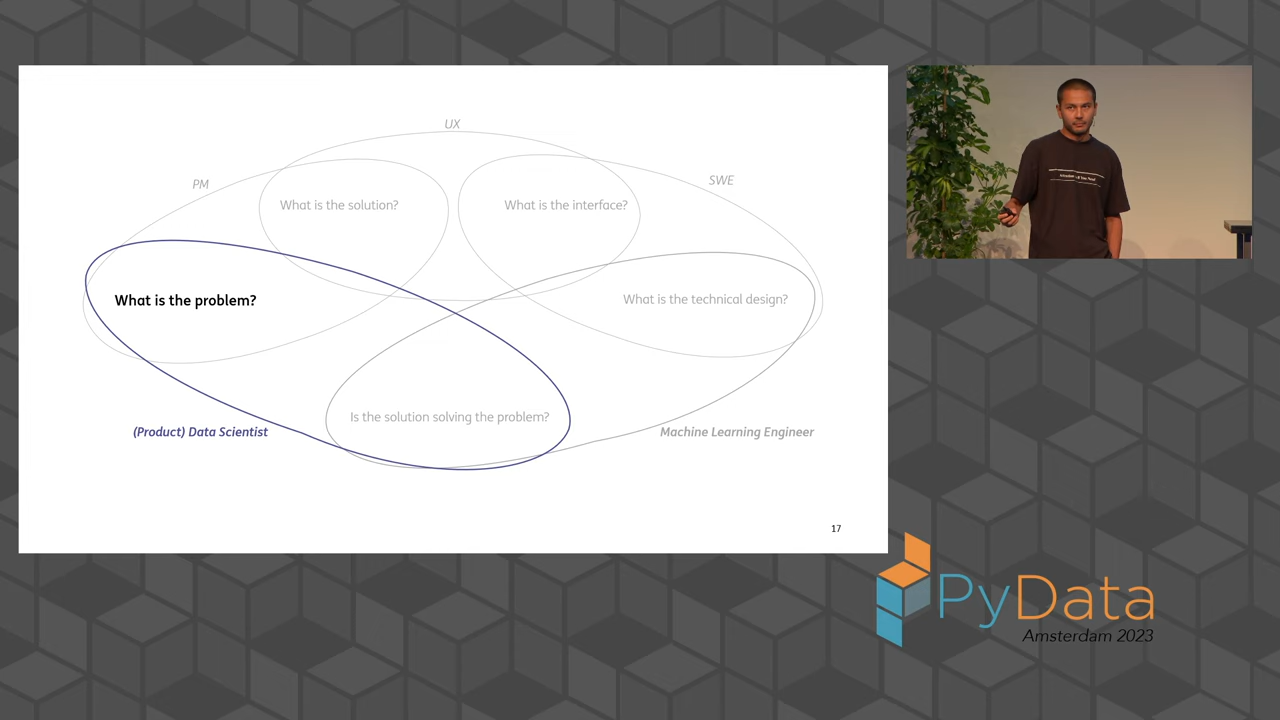 UX
PM
SWE
What is the solution?
What is the interface?
What is the problem?
What is the technical design?
Is the solution solving the problem?
(Product) Data Scientist
Machine Learning Engineer
17
PyData
Amsterdam 2023